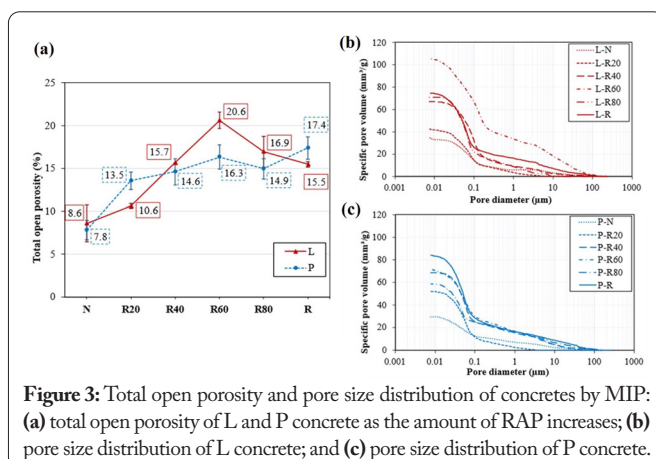 (a)
Total open porosity (%)
25
20
15
10
5
0
8.6
7.8
13.5
10.6
15.7
14.6
20.6
16.3
16.9
14.9
17.4
15.5
L
P
N R20 R40 R60 R80 R
(b)
Specific pore volume (mm³/g)
120
100
80
60
40
20
0
L-N
L-R20
L-R40
L-R60
L-R80
L-R
0.001 0.01 0.1 1 10 100 1000
Pore diameter (μm)
(c)
Specific pore volume (mm³/g)
120
100
80
60
40
20
0
P-N
P-R20
P-R40
P-R60
P-R80
P-R
0.001 0.01 0.1 1 10 100 1000
Pore diameter (μm)
Figure 3: Total open porosity and pore size distribution of concretes by MIP:
(a) total open porosity of L and P concrete as the amount of RAP increases; (b)
pore size distribution of L concrete; and (c) pore size distribution of P concrete.